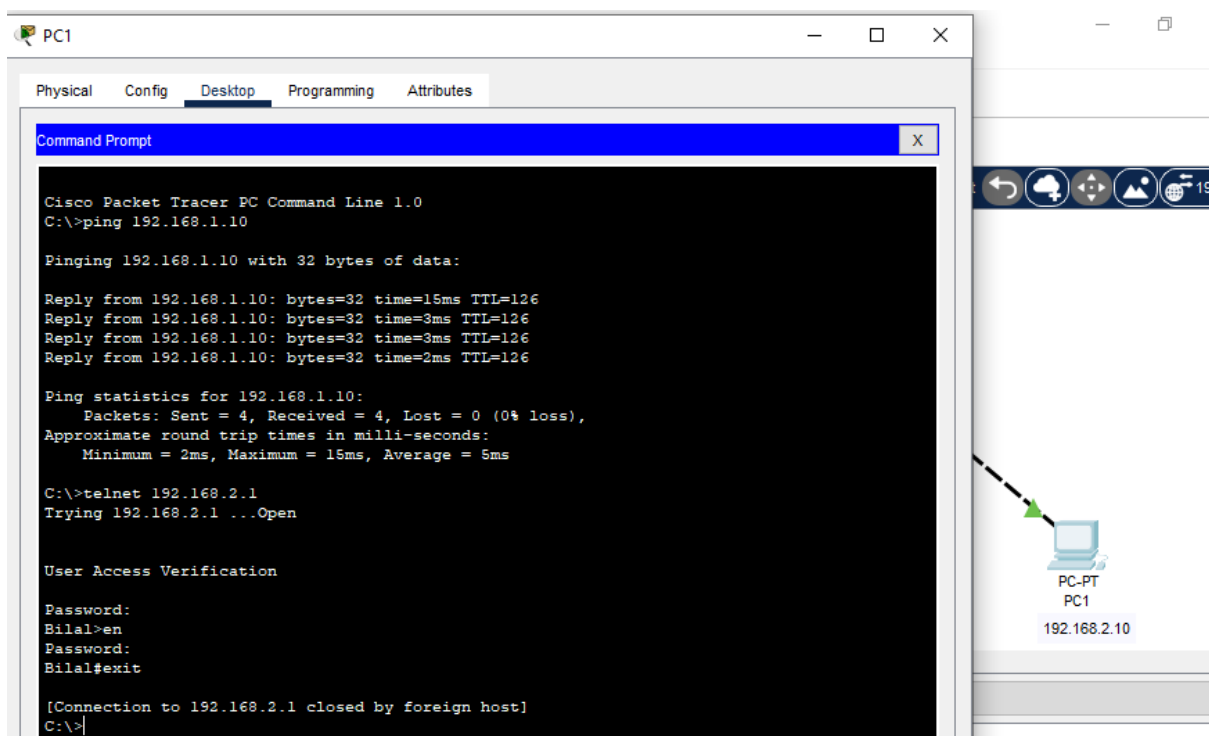 PC1
Physical Config Desktop Programming Attributes
Command Prompt
X
Cisco Packet Tracer PC Command Line 1.0
C:\>ping 192.168.1.10
Pinging 192.168.1.10 with 32 bytes of data:
Reply from 192.168.1.10: bytes=32 time=15ms TTL=126
Reply from 192.168.1.10: bytes=32 time=3ms TTL=126
Reply from 192.168.1.10: bytes=32 time=3ms TTL=126
Reply from 192.168.1.10: bytes=32 time=2ms TTL=126
Ping statistics for 192.168.1.10:
Packets: Sent = 4, Received = 4, Lost = 0 (0% loss),
Approximate round trip times in milli-seconds:
Minimum = 2ms, Maximum = 15ms, Average = 5ms
C:\>telnet 192.168.2.1
Trying 192.168.2.1 ...Open
User Access Verification
Password:
Bilal>en
Password:
Bilal#exit
[Connection to 192.168.2.1 closed by foreign host]
C:\>
PC-PT
PC1
192.168.2.10